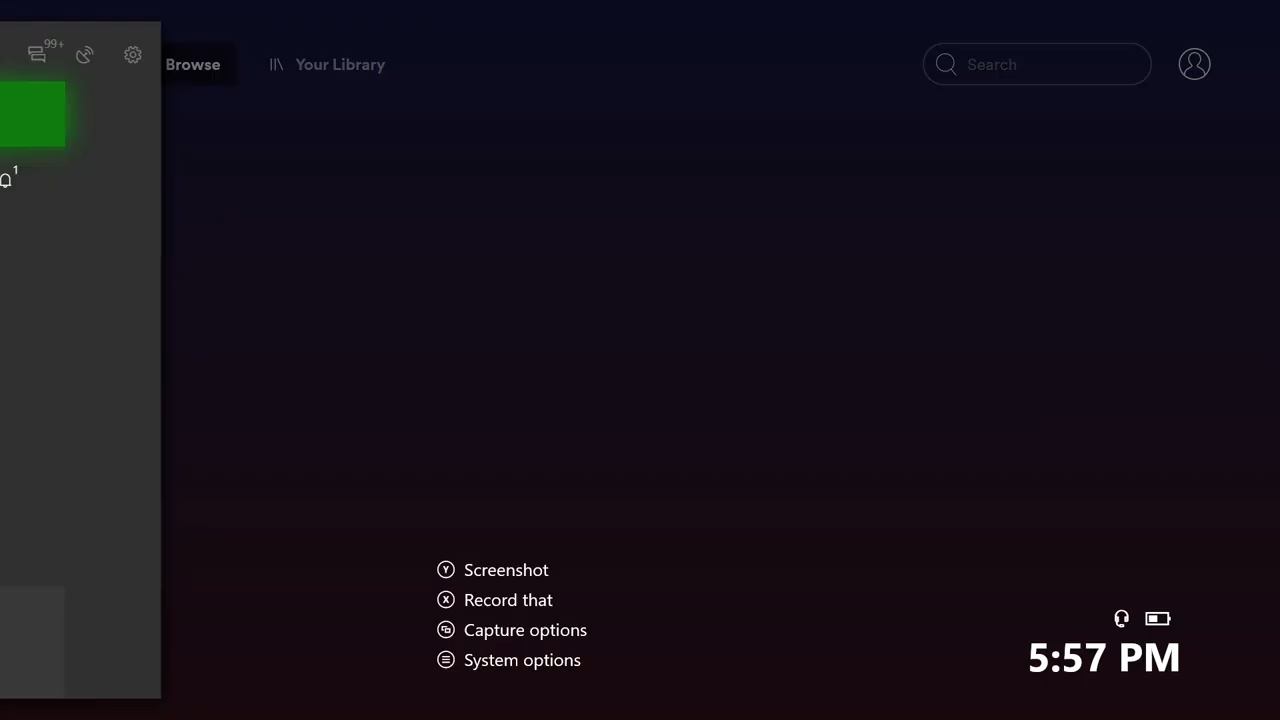 99+
Browse
Your Library
Search
1
Y Screenshot
X Record that
Capture options
System options
5:57 PM